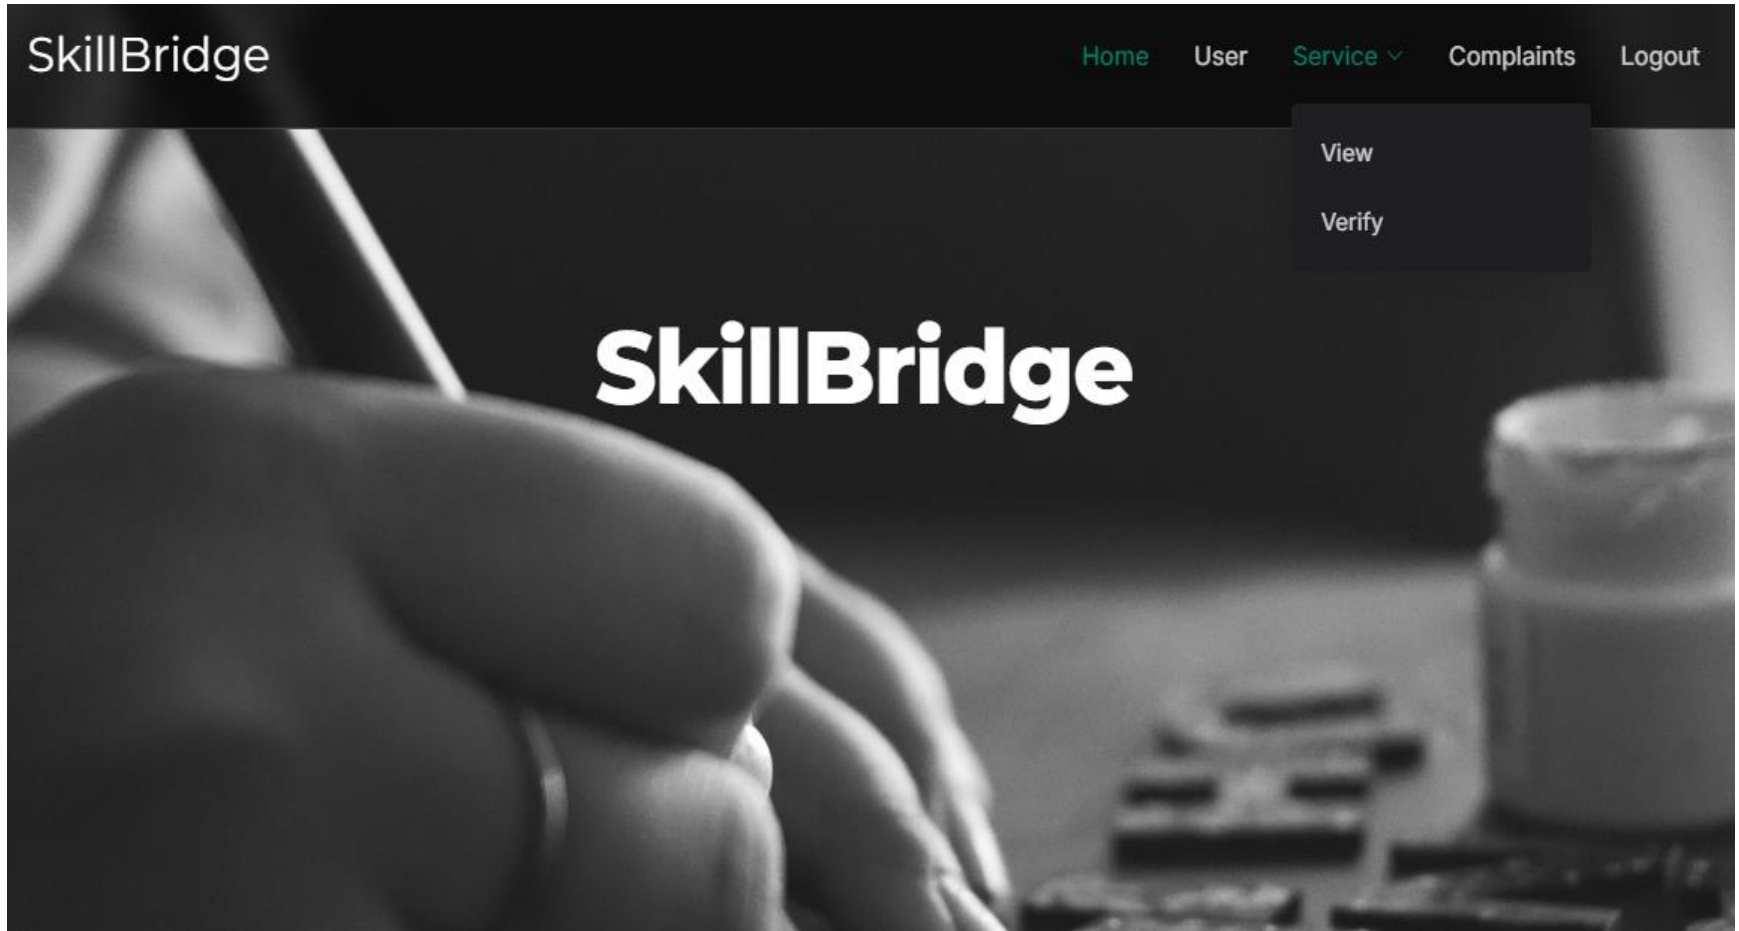 SkillBridge
Home User Service Complaints Logout
View
Verify
SkillBridge